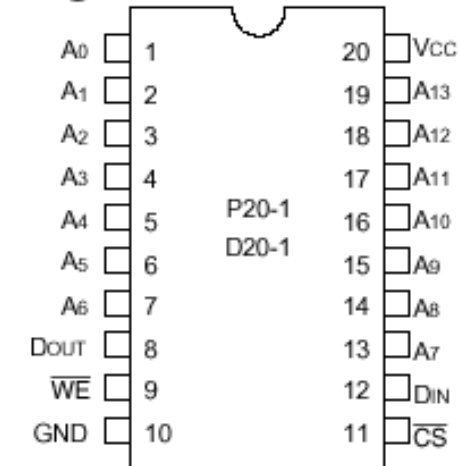 A0 1 20 VCC
A1 2 19 A13
A2 3 18 A12
A3 4 17 A11
A4 5 P20-1 16 A10
A5 6 D20-1 15 A9
A6 7 14 A8
DOUT 8 13 A7
W̅E̅ 9 12 DIN
GND 10 11 C̅S̅